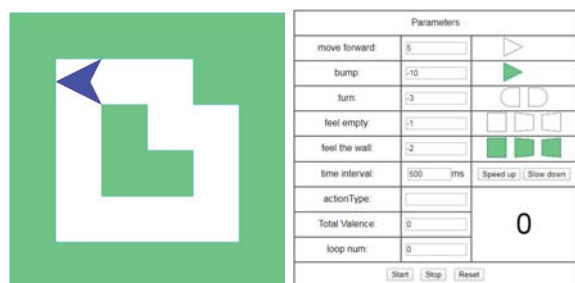 Parameters
move forward: 5
bump: -10
turn: -3
feel empty: -1
feel the wall: -2
time interval: 500 ms Speed up Slow down
actionType:
Total Valence: 0
0
loop num: 0
Start Stop Reset